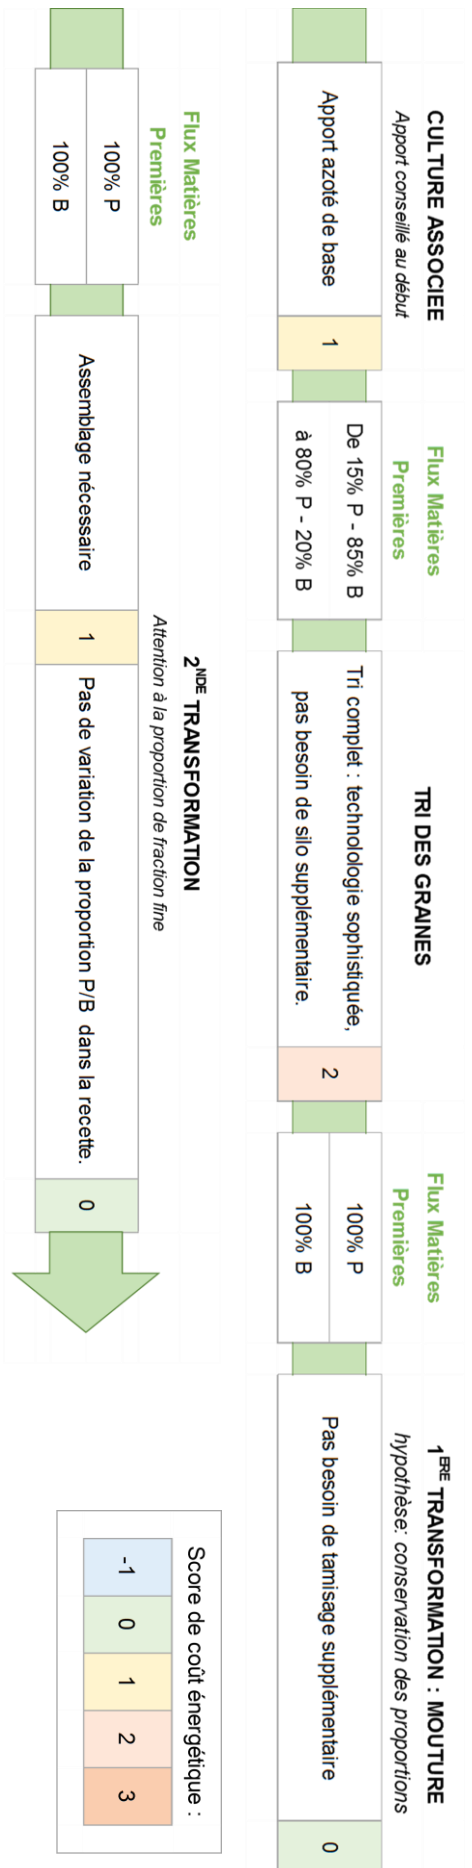 CULTURE ASSOCIEE
Apport conseillé au début
Apport azoté de base
1
Flux Matières
Premières
De 15% P - 85% B
à 80% P - 20% B
TRI DES GRAINES
Tri complet : technolologie sophistiquée,
pas besoin de silo supplémentaire.
2
Flux Matières
Premières
100% P
100% B
1ERE TRANSFORMATION : MOUTURE
hypothèse: conservation des proportions
Pas besoin de tamisage supplémentaire
0
Flux Matières
Premières
100% P
100% B
2NDE TRANSFORMATION
Attention à la proportion de fraction fine
Assemblage nécessaire
1
Pas de variation de la proportion P/B dans la recette.
0
Score de coût énergétique :
-1 0 1 2 3